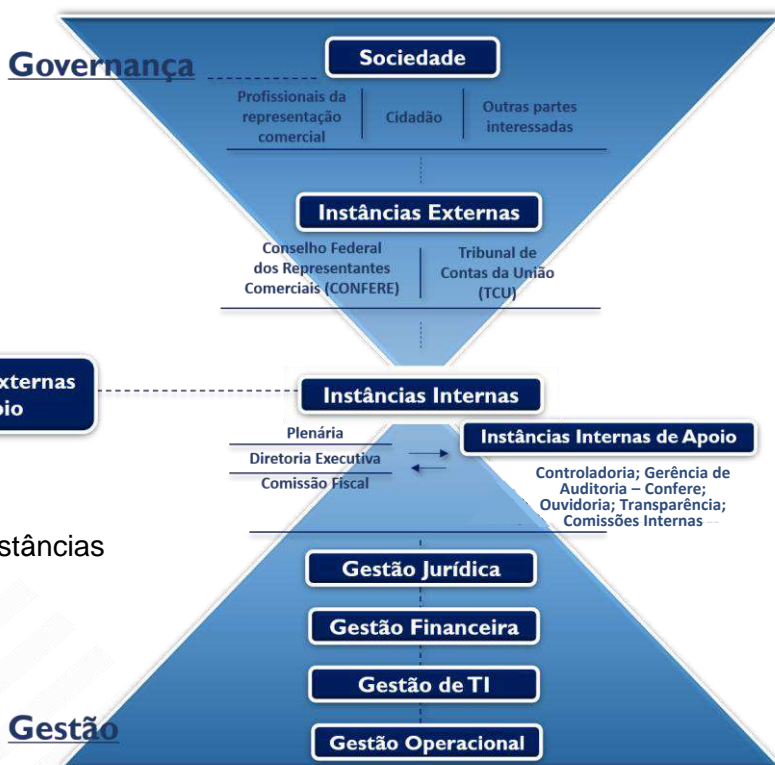 Governança
Sociedade
Profissionais da
representação
comercial
Cidadão
Outras partes
interessadas
Instâncias Externas
Conselho Federal
dos Representantes
Comerciais (CONFERE)
Tribunal de
Contas da União
(TCU)
xternas
oio
Instâncias Internas
Plenária
Diretoria Executiva
Comissão Fiscal
Instâncias Internas de Apoio
Controladoria; Gerência de
Auditoria – Confere;
Ouvidoria; Transparência;
Comissões Internas
stâncias
Gestão Jurídica
Gestão Financeira
Gestão de TI
Gestão
Gestão Operacional